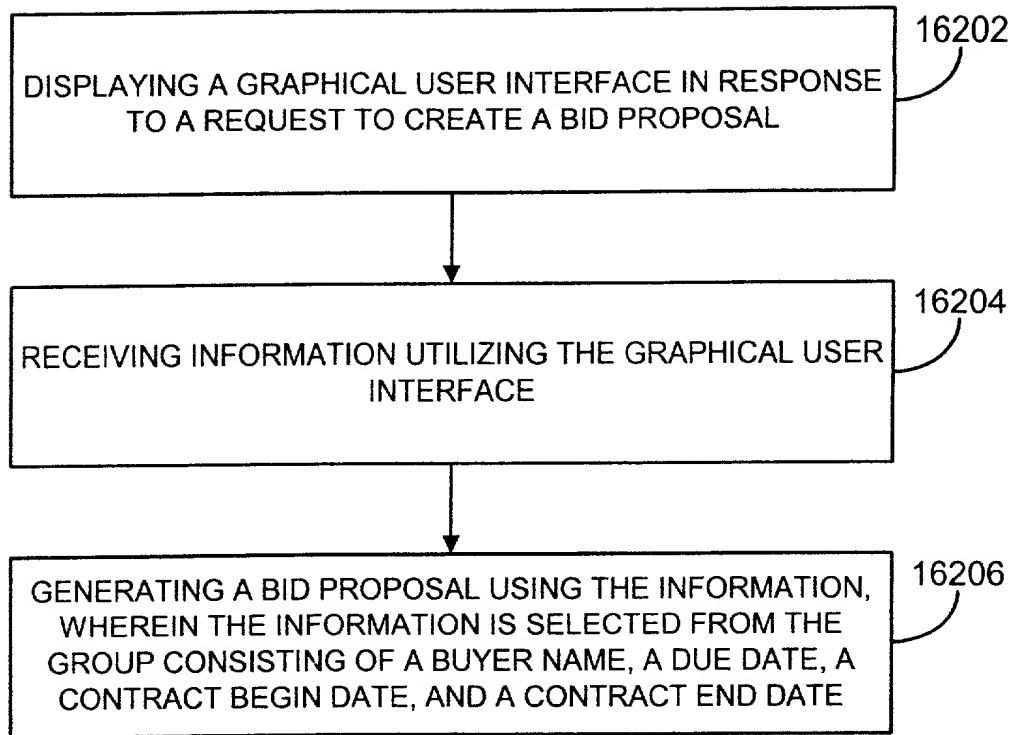 16202
DISPLAYING A GRAPHICAL USER INTERFACE IN RESPONSE
TO A REQUEST TO CREATE A BID PROPOSAL
16204
RECEIVING INFORMATION UTILIZING THE GRAPHICAL USER
INTERFACE
16206
GENERATING A BID PROPOSAL USING THE INFORMATION,
WHEREIN THE INFORMATION IS SELECTED FROM THE
GROUP CONSISTING OF A BUYER NAME, A DUE DATE, A
CONTRACT BEGIN DATE, AND A CONTRACT END DATE